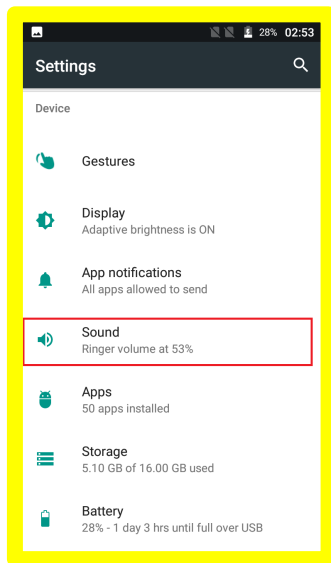 28% 02:53
Settings
Device
Gestures
Display
Adaptive brightness is ON
App notifications
All apps allowed to send
Sound
Ringer volume at 53%
Apps
50 apps installed
Storage
5.10 GB of 16.00 GB used
Battery
28% - 1 day 3 hrs until full over USB